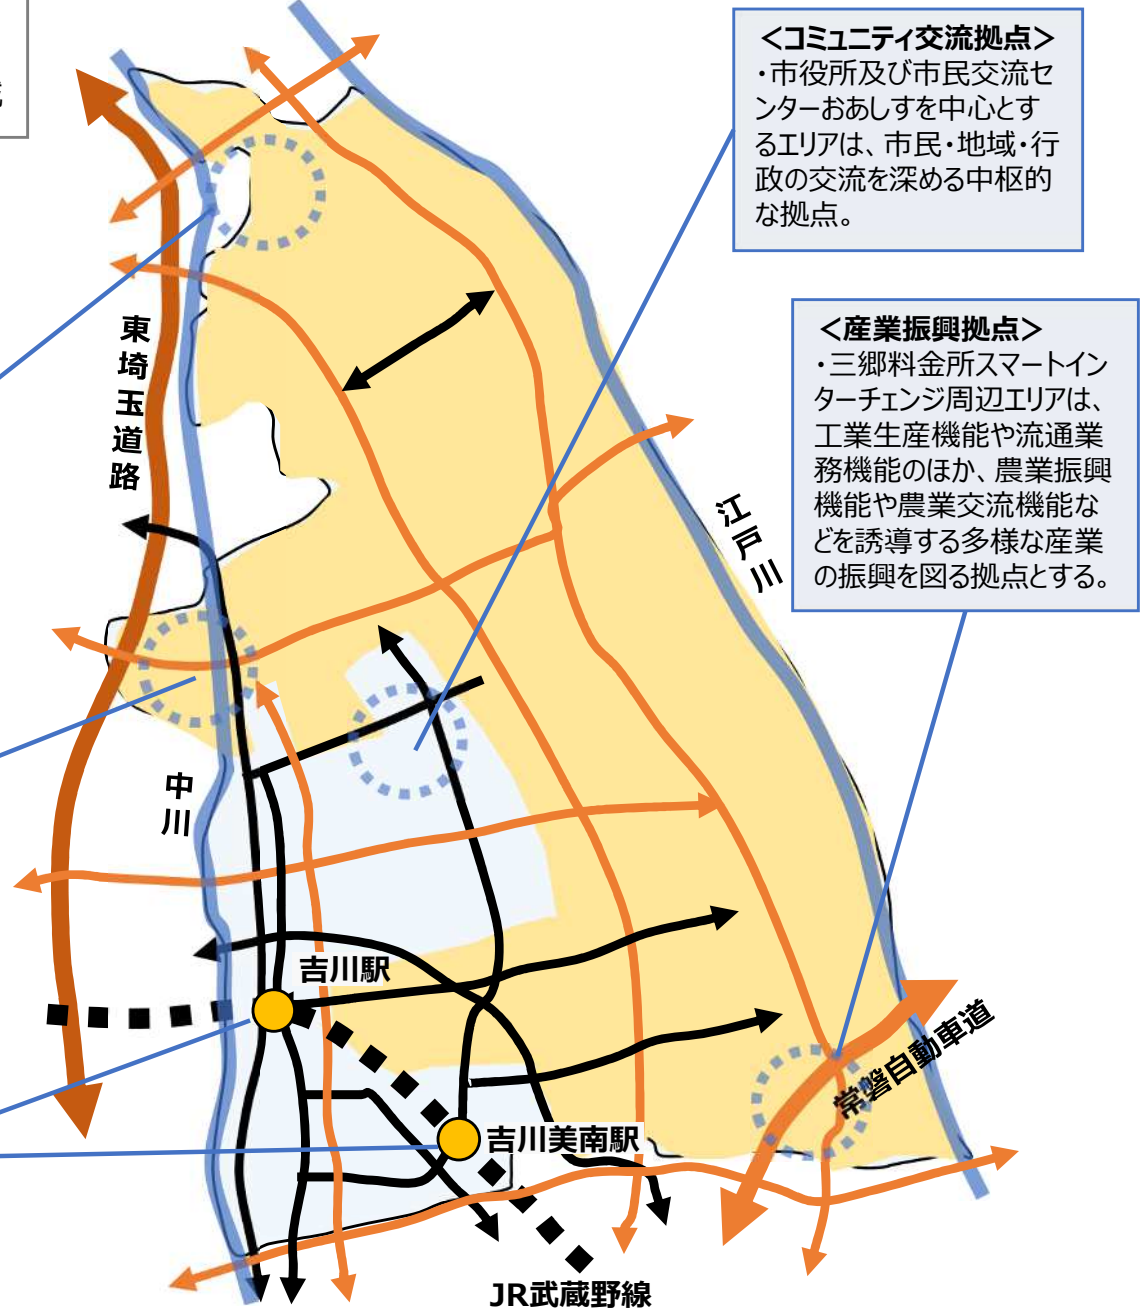 ＜コミュニティ交流拠点＞
・市役所及び市民交流セ
ンターおあしすを中心とす
るエリアは、市民・地域・行
政の交流を深める中枢的
な拠点。
＜産業振興拠点＞
・三郷料金所スマートイン
ターチェンジ周辺エリアは、
工業生産機能や流通業
務機能のほか、農業振興
機能や農業交流機能な
どを誘導する多様な産業
の振興を図る拠点とする。
東埼玉道路
江戸川
中川
吉川駅
常磐自動車道
吉川美南駅
JR武蔵野線